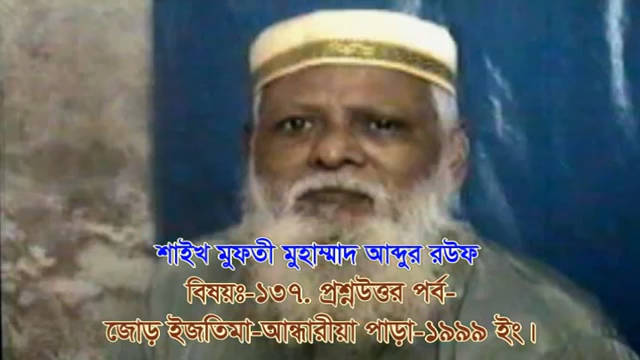 শাইখ মুফতী মুহাম্মাদ আব্দুর রউফ
বিষয়ঃ-১৩৭. প্রশ্নউত্তর পর্ব-
জোড় ইজতিমা-আন্ধারীয়া পাড়া-১৯৯৯ ইং।